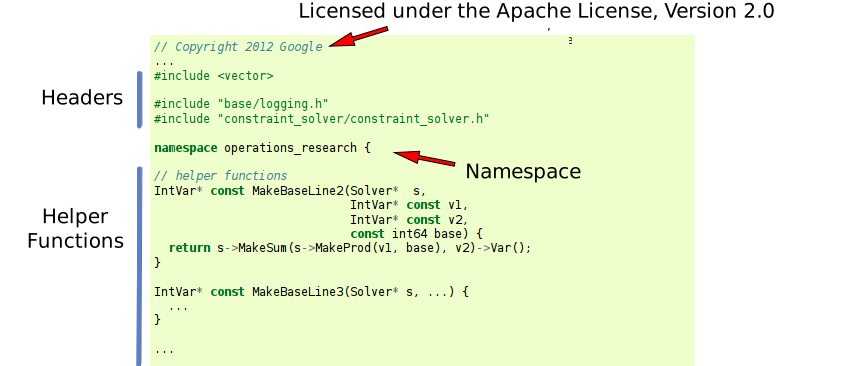 Licensed under the Apache License, Version 2.0
// Copyright 2012 Google
...
#include <vector>
Headers
#include "base/logging.h"
#include "constraint_solver/constraint_solver.h"
namespace operations_research {
Namespace
// helper functions
IntVar* const MakeBaseLine2(Solver*  s,
IntVar* const v1,
Helper
Functions
IntVar* const v2,
const int64 base) {
return s->MakeSum(s->MakeProd(v1, base), v2)->Var();
}
IntVar* const MakeBaseLine3(Solver* s, ...) {
...
}
...